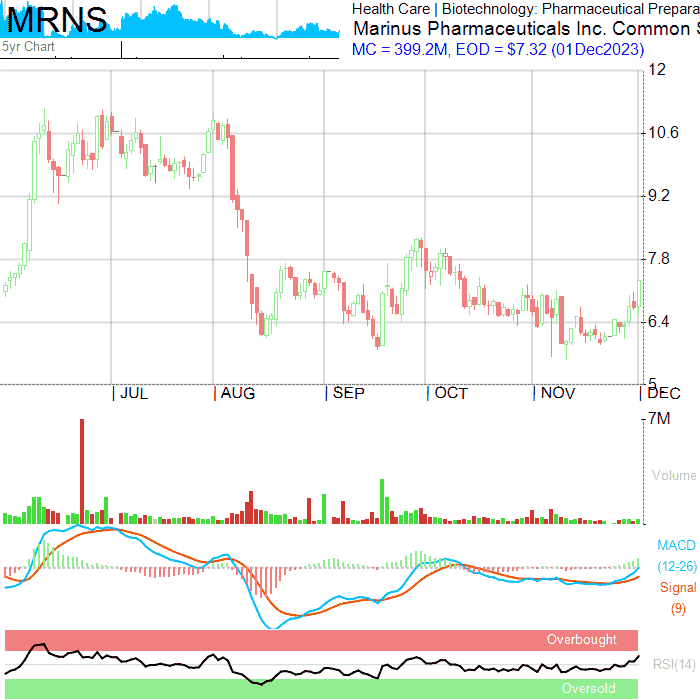 MRNS
5yr Chart
Health Care | Biotechnology: Pharmaceutical Prepara
Marinus Pharmaceuticals Inc. Common S
MC = 399.2M, EOD = $7.32 (01Dec2023)
12
10.6
9.2
7.8
6.4
5
JUL AUG SEP OCT NOV DEC
7M
Volume
MACD
(12-26)
Signal
(9)
Overbought
RSI(14)
Oversold